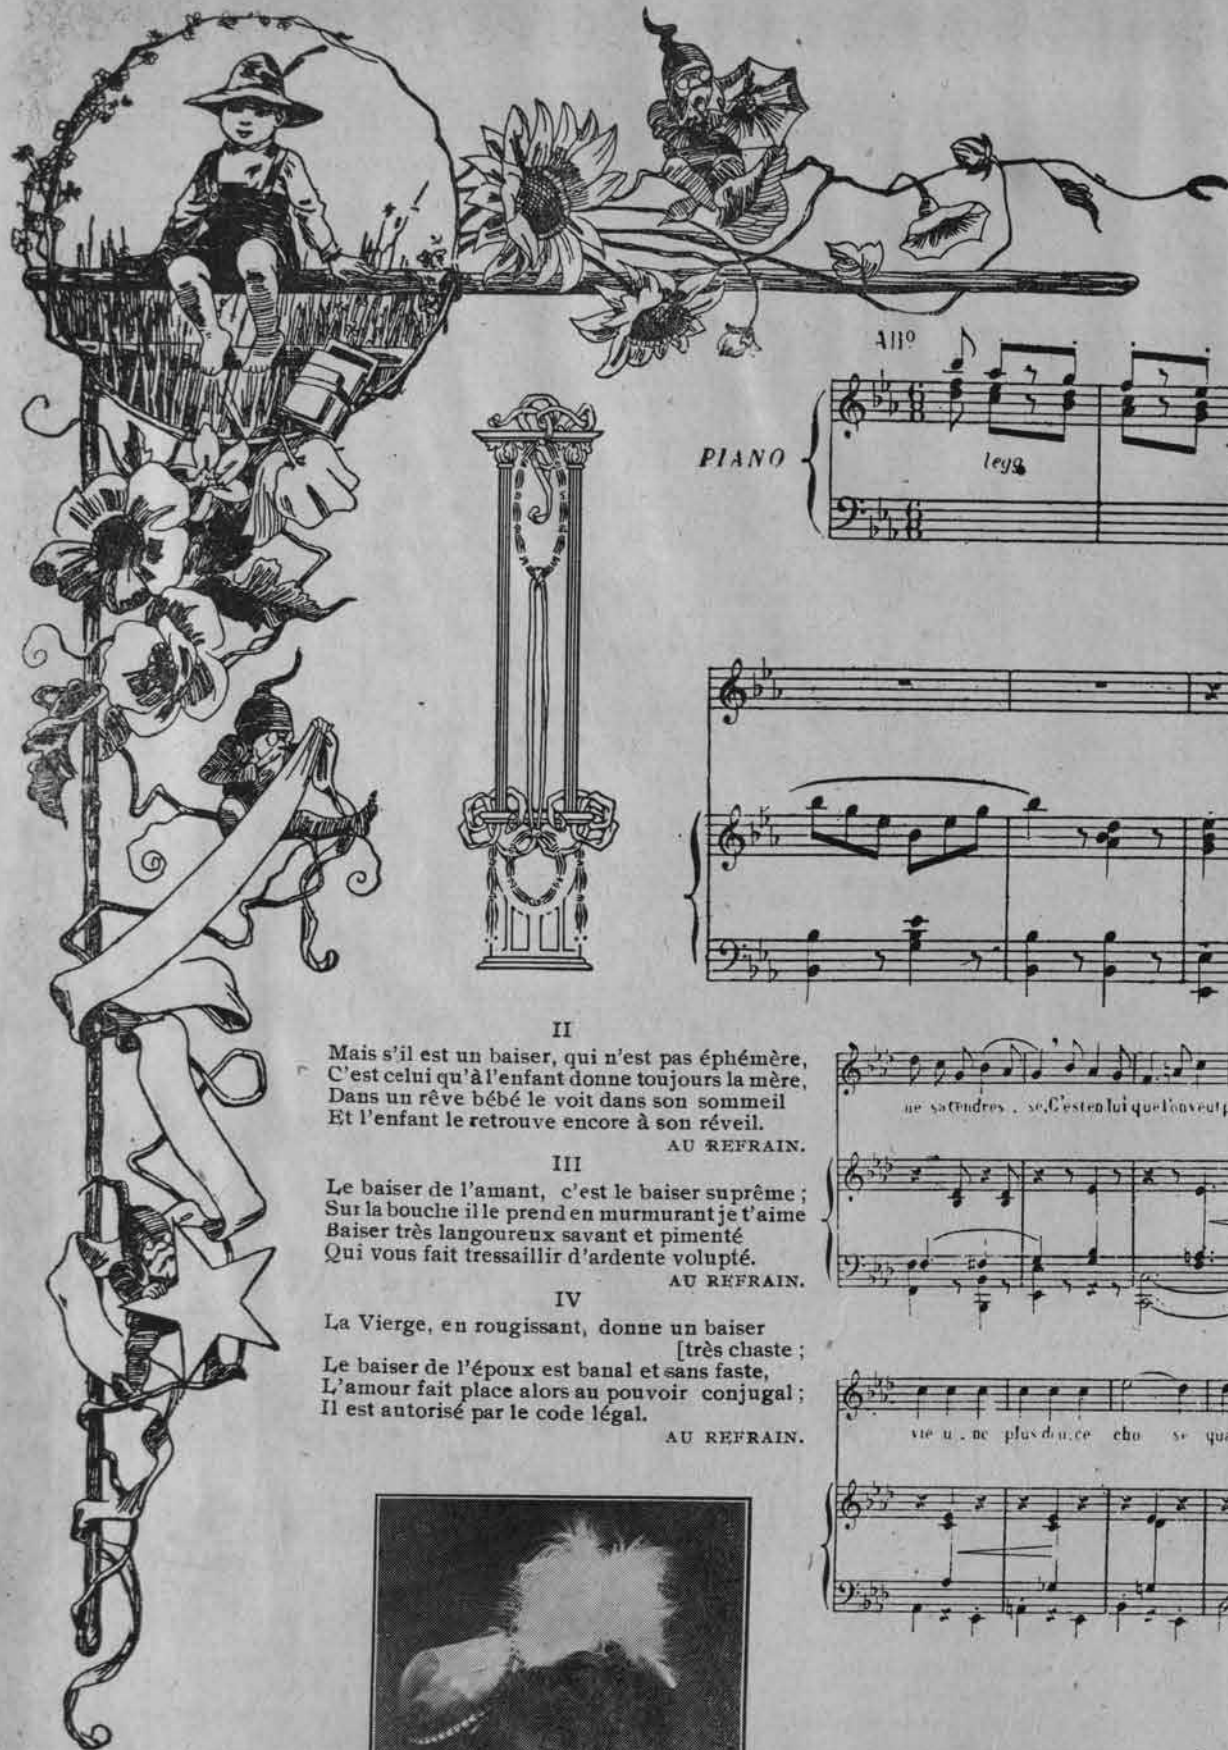 Allº
PIANO
legg
II
Mais s'il est un baiser, qui n'est pas éphémère,
C'est celui qu'à l'enfant donne toujours la mère,
Dans un rêve bébé le voit dans son sommeil
Et l'enfant le retrouve encore à son réveil.
AU REFRAIN.
III
Le baiser de l'amant, c'est le baiser suprême ;
Sur la bouche il le prend en murmurant je t'aime
Baiser très langoureux savant et pimenté
Qui vous fait tressaillir d'ardente volupté.
AU REFRAIN.
IV
La Vierge, en rougissant, donne un baiser
[très chaste ;
Le baiser de l'époux est banal et sans faste,
L'amour fait place alors au pouvoir conjugal ;
Il est autorisé par le code légal.
AU REFRAIN.
ne sa tendres . se, C'est en lui que l'on veut
vie u . ne plus dou . ce cho se